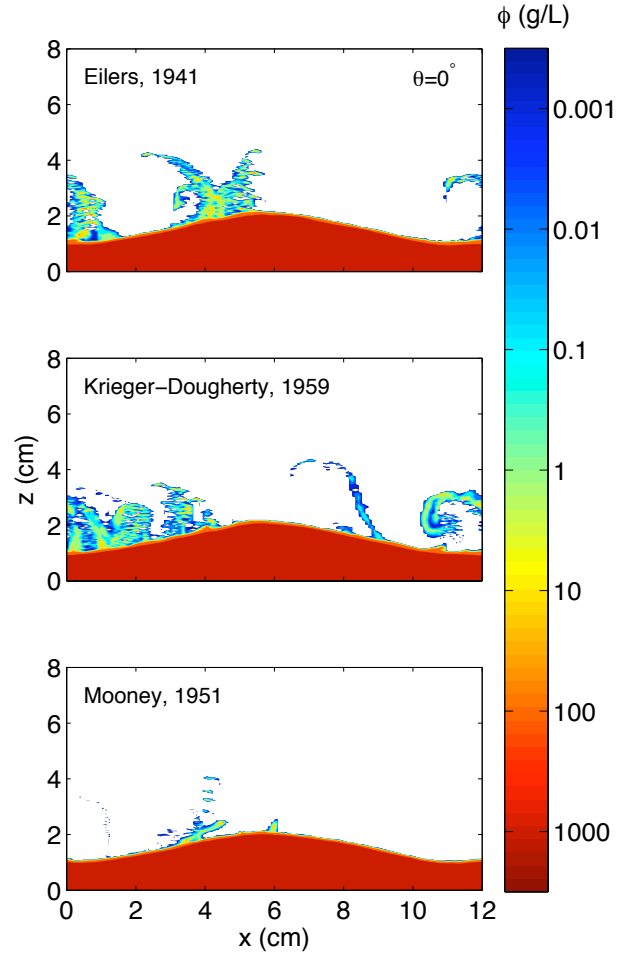 ϕ (g/L)
Eilers, 1941
θ=0°
8
6
4
2
0
Krieger−Dougherty, 1959
8
6
4
2
0
z (cm)
Mooney, 1951
8
6
4
2
0
0 2 4 6 8 10 12
x (cm)
0.001
0.01
0.1
1
10
100
1000